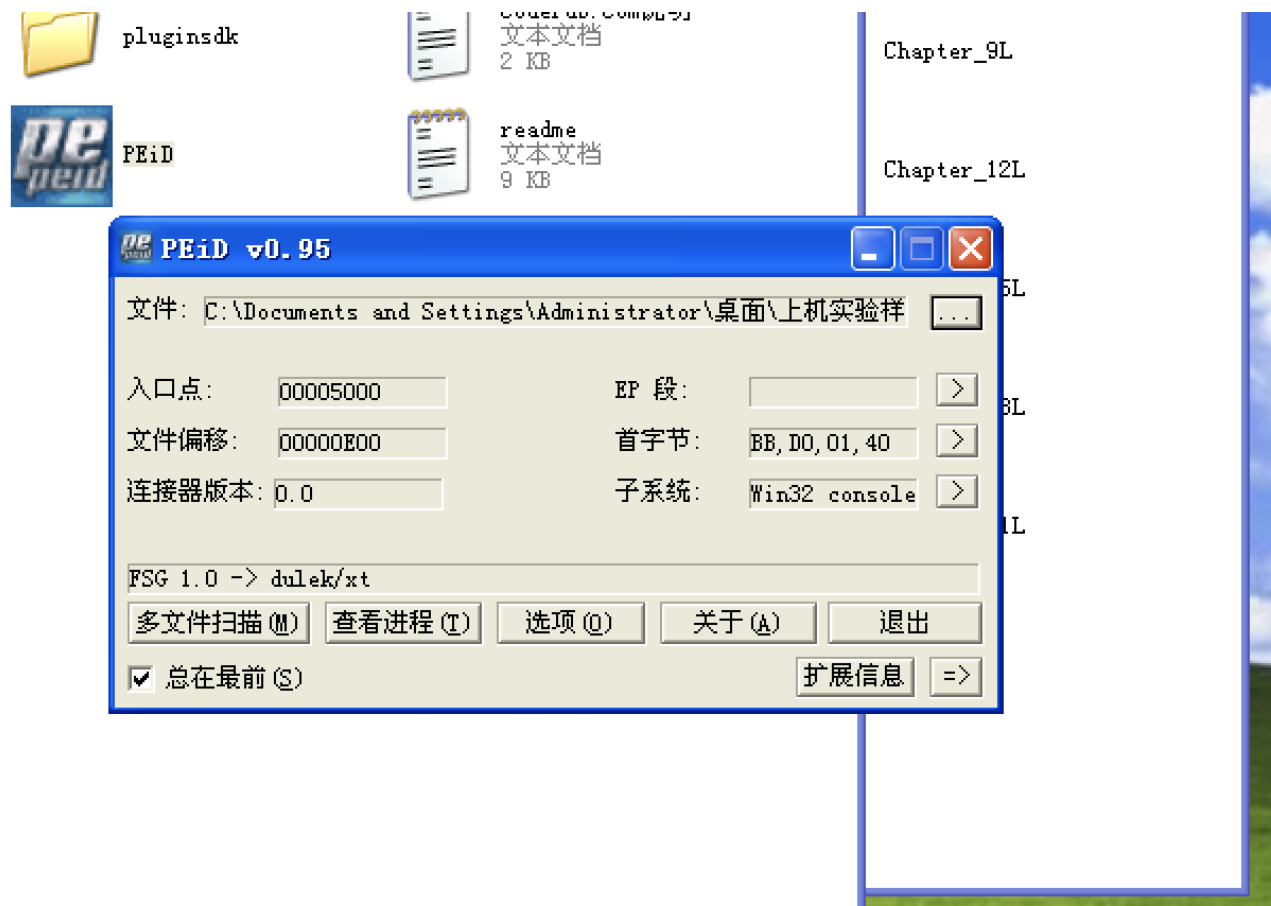 pluginsdk
文本文档
2 KB
Chapter_9L
PEiD
readme
文本文档
9 KB
Chapter_12L
PEiD v0.95
文件: C:\Documents and Settings\Administrator\桌面\上机实验样 ...
5L
入口点: 00005000 EP 段: >
3L
文件偏移: 00000E00 首字节: BB,D0,01,40 >
连接器版本: 0.0 子系统: Win32 console >
1L
FSG 1.0 -> dulek/xt
多文件扫描(M) 查看进程(T) 选项(O) 关于(A) 退出
总在最前(S) 扩展信息 =>